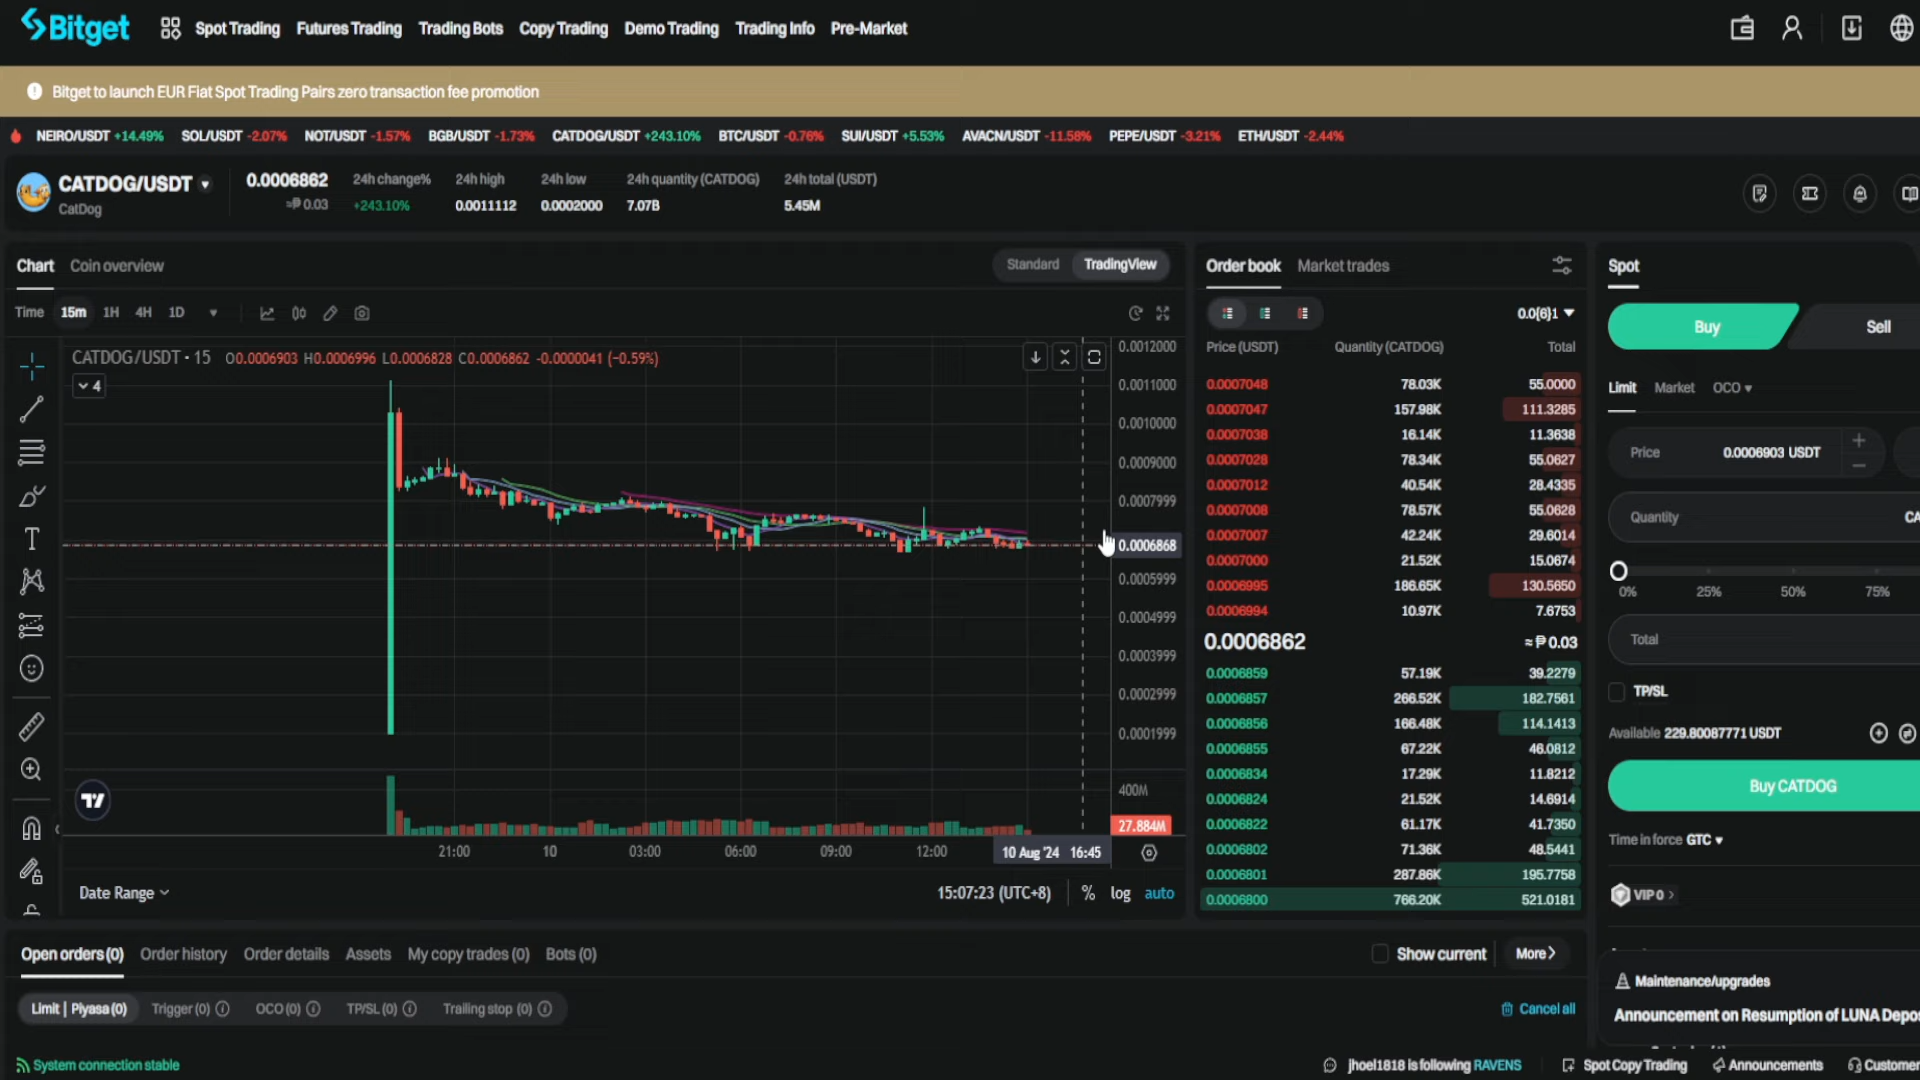 Bitget
Spot Trading
Futures Trading
Trading Bots
Copy Trading
Demo Trading
Trading Info
Pre-Market
Bitget to launch EUR Fiat Spot Trading Pairs zero transaction fee promotion
NEIRO/USDT +14.49% SOL/USDT -2.07% NOT/USDT -1.57% BGB/USDT -1.73% CATDOG/USDT +243.10% BTC/USDT -0.76% SUI/USDT +5.53% AVACN/USDT -11.58% PEPE/USDT -3.21% ETH/USDT -2.44%
CATDOG/USDT
CatDog
0.0006862
≈₱ 0.03
24h change%
+243.10%
24h high
0.0011112
24h low
0.0002000
24h quantity (CATDOG)
7.07B
24h total (USDT)
5.45M
Chart
Coin overview
Standard
TradingView
Time 15m 1H 4H 1D
CATDOG/USDT · 15 O0.0006903 H0.0006996 L0.0006828 C0.0006862 -0.0000041 (−0.59%)
4
0.0012000
0.0011000
0.0010000
0.0009000
0.0007999
0.0006868
0.0005999
0.0004999
0.0003999
0.0002999
0.0001999
400M
27.884M
21:00 10 03:00 06:00 09:00 12:00 10 Aug '24 16:45
Date Range
15:07:23 (UTC+8) % log auto
Order book
Market trades
0.0{6}1
Price (USDT) Quantity (CATDOG) Total
0.0007048 78.03K 55.0000
0.0007047 157.98K 111.3285
0.0007038 16.14K 11.3638
0.0007028 78.34K 55.0627
0.0007012 40.54K 28.4335
0.0007008 78.57K 55.0628
0.0007007 42.24K 29.6014
0.0007000 21.52K 15.0674
0.0006995 186.65K 130.5650
0.0006994 10.97K 7.6753
0.0006862 ≈ ₱ 0.03
0.0006859 57.19K 39.2279
0.0006857 266.52K 182.7561
0.0006856 166.48K 114.1413
0.0006855 67.22K 46.0812
0.0006834 17.29K 11.8212
0.0006824 21.52K 14.6914
0.0006822 61.17K 41.7350
0.0006802 71.36K 48.5441
0.0006801 287.86K 195.7758
0.0006800 766.20K 521.0181
Spot
Buy
Sell
Limit Market OCO
Price 0.0006903 USDT
Quantity CA
0% 25% 50% 75%
Total
TP/SL
Available 229.80087771 USDT
Buy CATDOG
Time in force GTC
VIP 0
Maintenance/upgrades
Announcement on Resumption of LUNA Depos
Open orders (0) Order history Order details Assets My copy trades (0) Bots (0)
Show current
More
Limit | Piyasa (0) Trigger (0) OCO (0) TP/SL (0) Trailing stop (0)
Cancel all
System connection stable
jhoel1818 is following RAVENS
Spot Copy Trading
Announcements
Customer